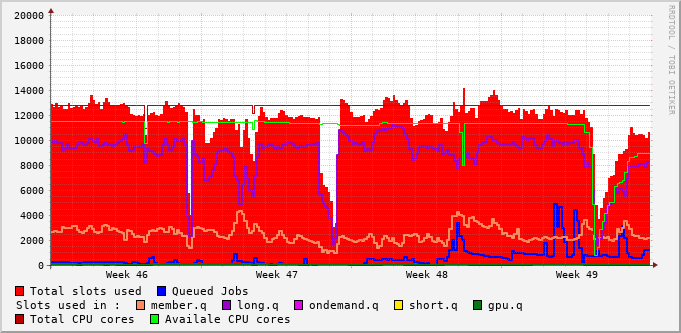 20000
18000
16000
14000
12000
10000
8000
6000
4000
2000
0
Week 46 Week 47 Week 48 Week 49
Total slots used Queued Jobs
Slots used in : member.q long.q ondemand.q short.q gpu.q
Total CPU cores Availale CPU cores
RRDTOOL / TOBI OETIKER